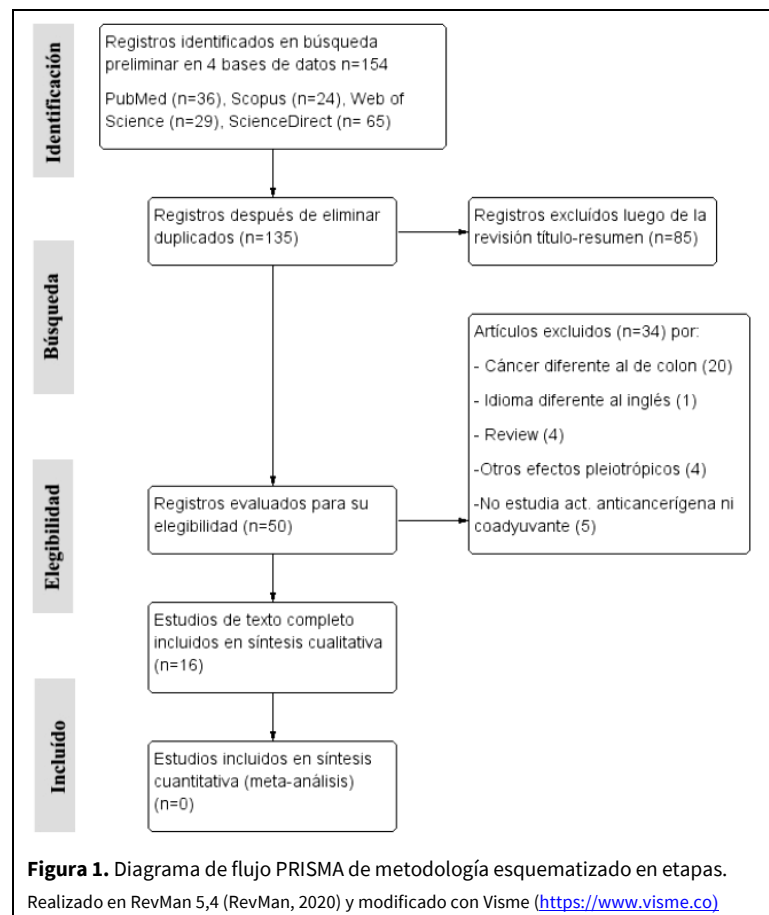 Identificación
Registros identificados en búsqueda
preliminar en 4 bases de datos n=154
PubMed (n=36), Scopus (n=24), Web of
Science (n=29), ScienceDirect (n= 65)
Búsqueda
Registros después de eliminar
duplicados (n=135)
Registros excluídos luego de la
revisión título-resumen (n=85)
Artículos excluidos (n=34) por:
- Cáncer diferente al de colon (20)
- Idioma diferente al inglés (1)
- Review (4)
-Otros efectos pleiotrópicos (4)
-No estudia act. anticancerígena ni
coadyuvante (5)
Elegibilidad
Registros evaluados para su
elegibilidad (n=50)
Estudios de texto completo
incluidos en síntesis cualitativa
(n=16)
Incluído
Estudios incluidos en síntesis
cuantitativa (meta-análisis)
(n=0)
Figura 1. Diagrama de flujo PRISMA de metodología esquematizado en etapas.
Realizado en RevMan 5,4 (RevMan, 2020) y modificado con Visme (https://www.visme.co)